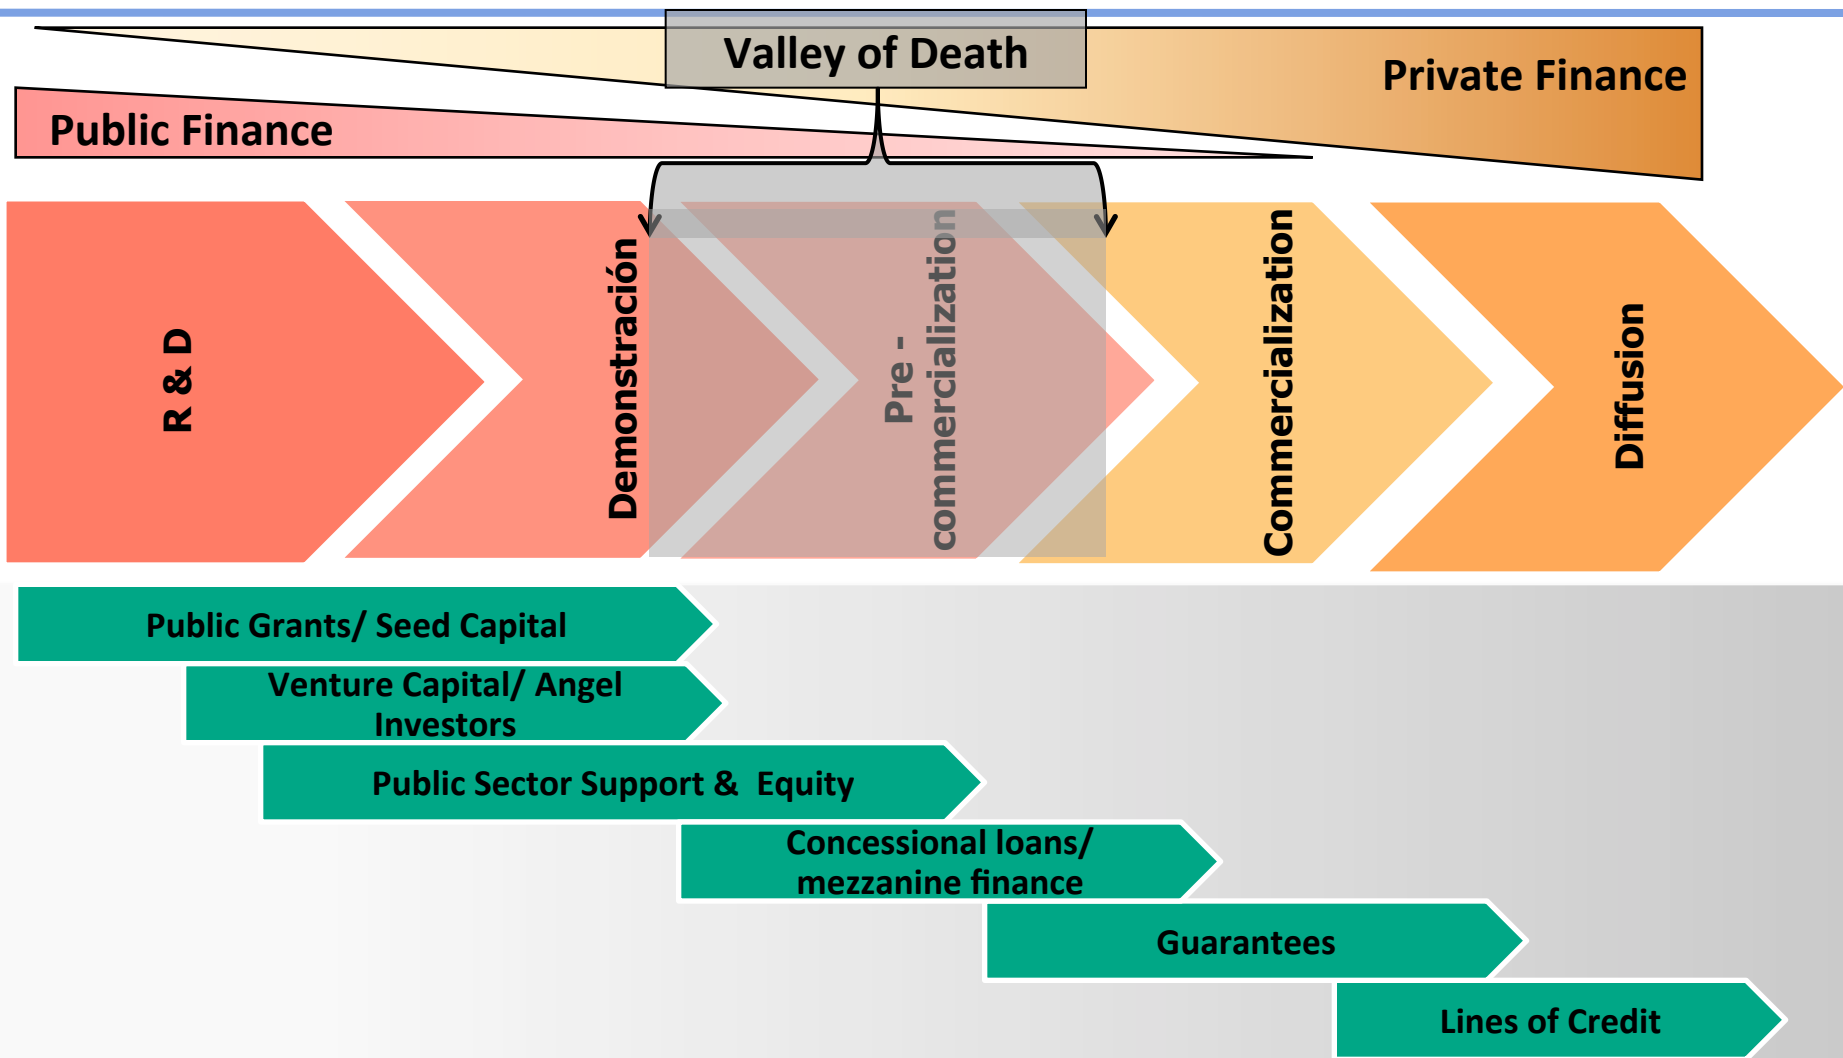 Valley of Death
Private Finance
Public Finance
R & D
Demonstración
Pre -
commercialization
Commercialization
Diffusion
Public Grants/ Seed Capital
Venture Capital/ Angel
Investors
Public Sector Support &  Equity
Concessional loans/
mezzanine finance
Guarantees
Lines of Credit